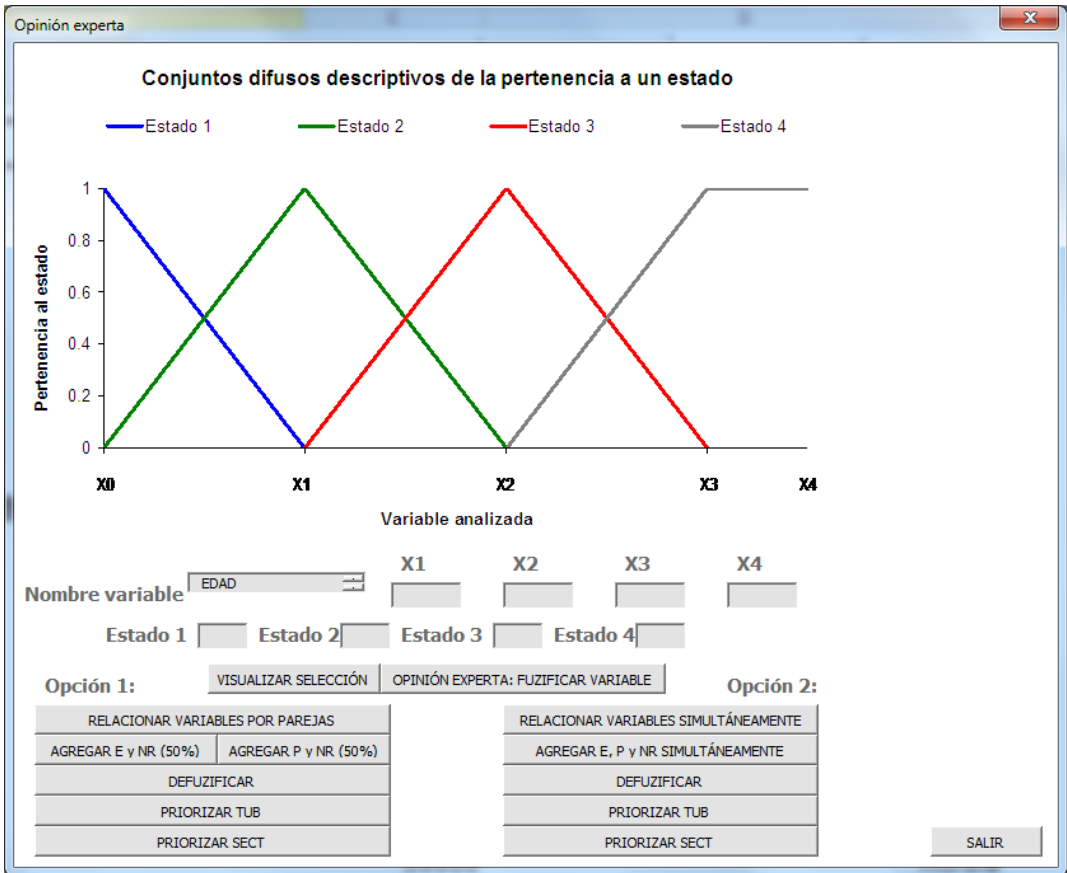 Opinión experta
Conjuntos difusos descriptivos de la pertenencia a un estado
Estado 1 Estado 2 Estado 3 Estado 4
1
0.8
0.6
0.4
0.2
0
Pertenencia al estado
X0 X1 X2 X3 X4
Variable analizada
X1 X2 X3 X4
Nombre variable EDAD
Estado 1 Estado 2 Estado 3 Estado 4
VISUALIZAR SELECCIÓN OPINIÓN EXPERTA: FUZIFICAR VARIABLE
Opción 1: Opción 2:
RELACIONAR VARIABLES POR PAREJAS RELACIONAR VARIABLES SIMULTÁNEAMENTE
AGREGAR E y NR (50%) AGREGAR P y NR (50%) AGREGAR E, P y NR SIMULTÁNEAMENTE
DEFUZIFICAR DEFUZIFICAR
PRIORIZAR TUB PRIORIZAR TUB
PRIORIZAR SECT PRIORIZAR SECT SALIR